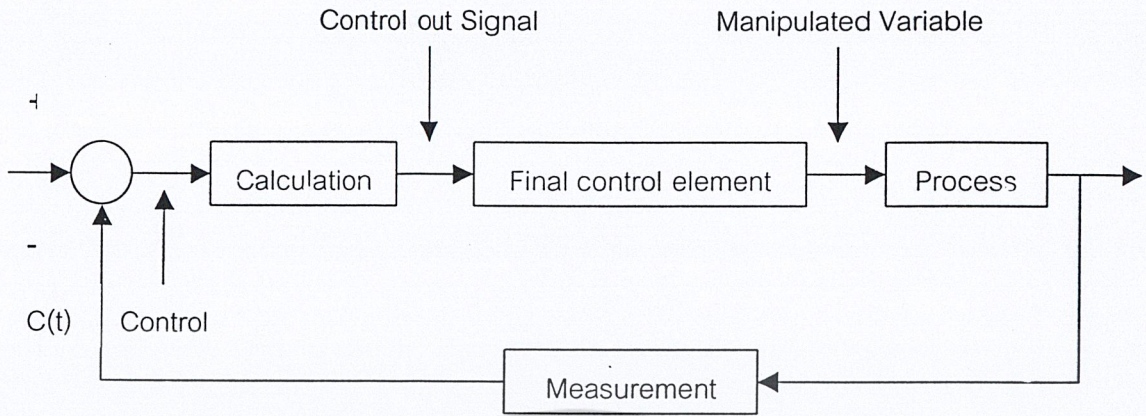 Control out Signal
Manipulated Variable
+
Calculation
Final control element
Process
-
C(t)
Control
Measurement